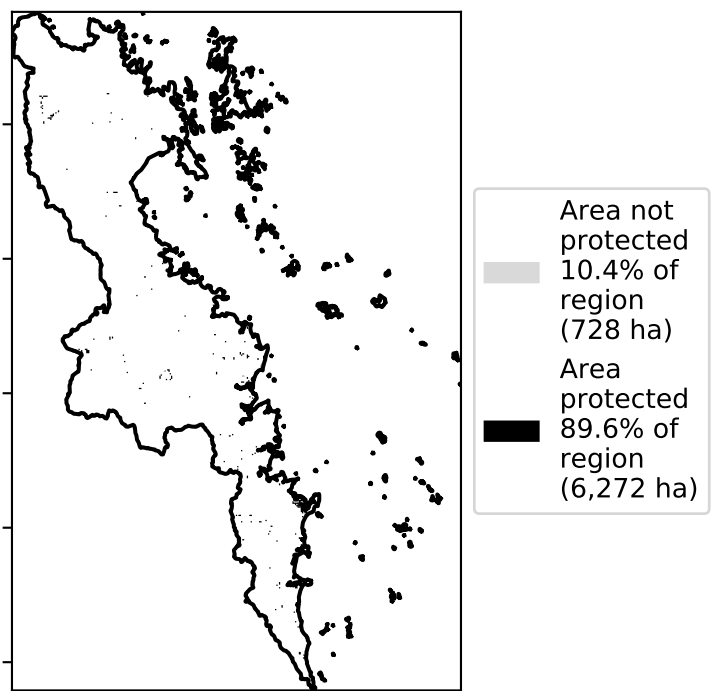 Area not
protected
10.4% of
region
(728 ha)
Area
protected
89.6% of
region
(6,272 ha)